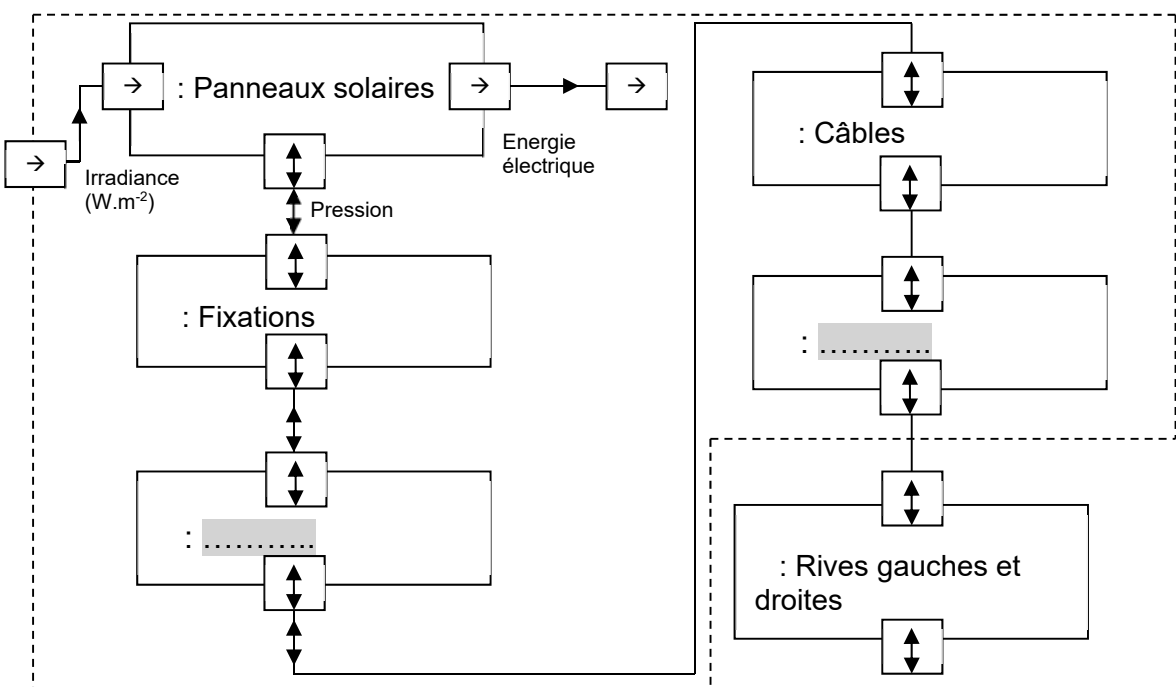 : Panneaux solaires
Energie
électrique
Irradiance
(W.m-2)
Pression
: Fixations
: ...........
: Câbles
: ...........
: Rives gauches et
droites